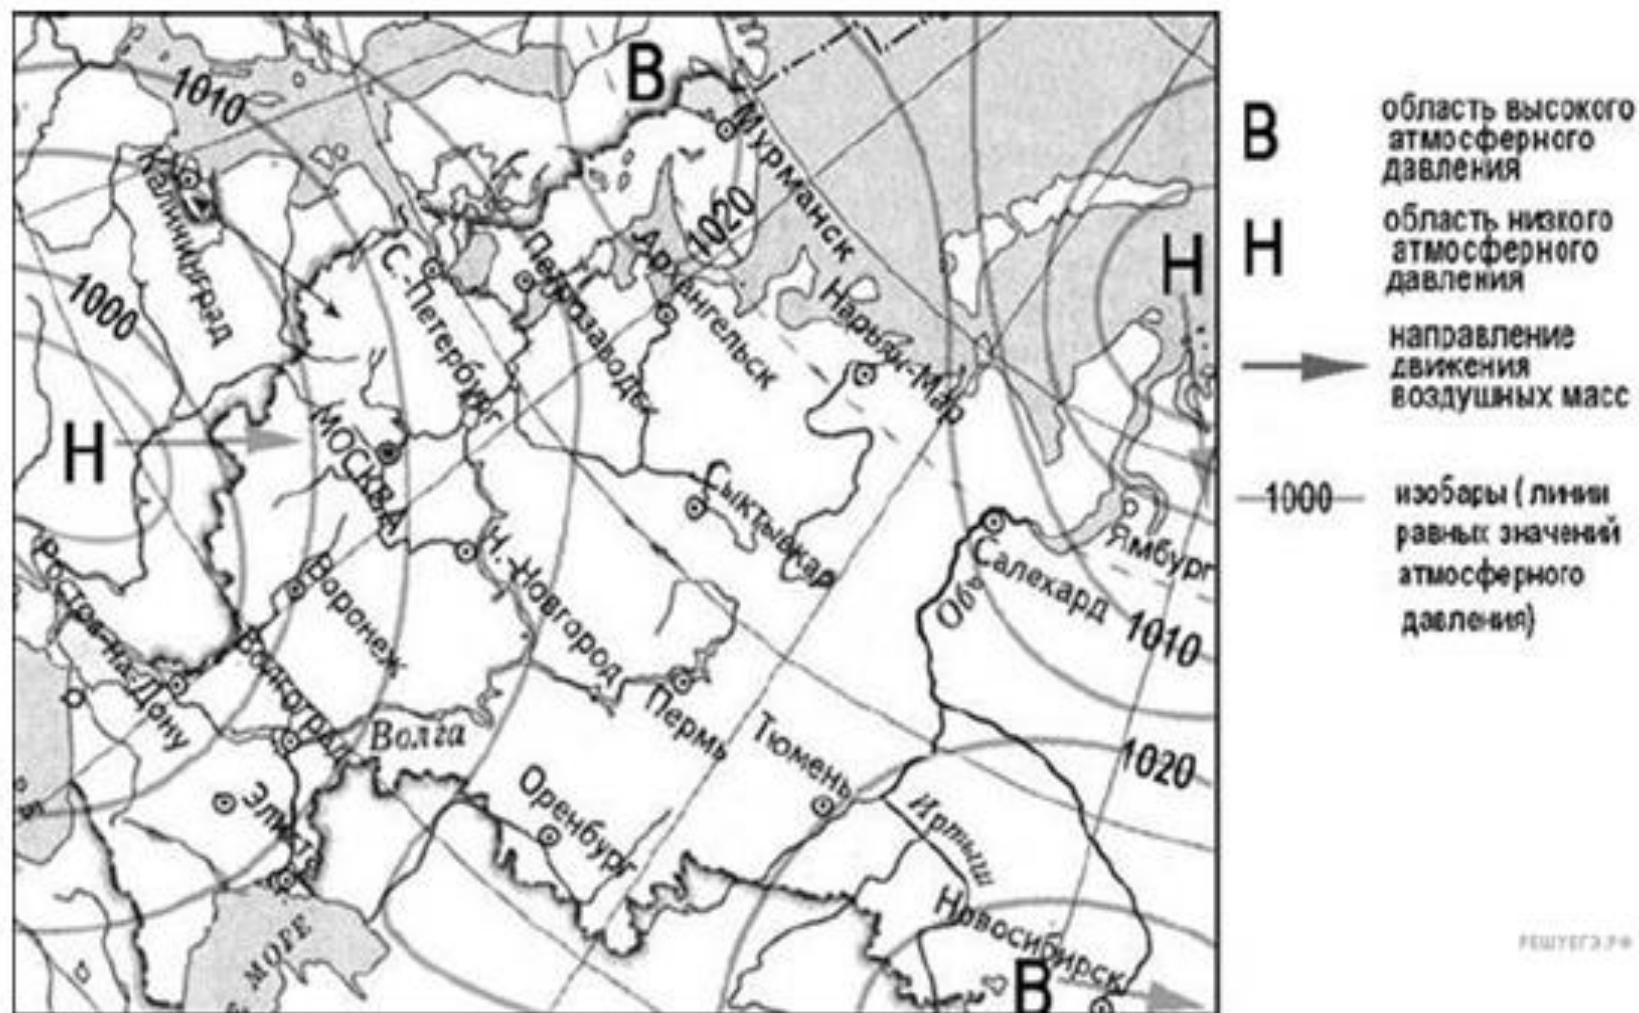 В
1010
Мурманск
Калининград
1020
С.-Петербург
Архангельск
Нарьян-Мар
Н
1000
Н
МОСКВА
Сыктывкар
Ямбург
Салехард
Обь
Н.-Новгород
Воронеж
1010
Ростов-на-Дону
Волгоград
Пермь
Волга
Тюмень
1020
Оренбург
Элиста
Иртыш
Новосибирск
МОРЕ
В
В
область высокого
атмосферного
давления
Н
область низкого
атмосферного
давления
направление
движения
воздушных масс
1000
изобары ( линии
равных значений
атмосферного
давления)
РЕШУЕГЭ.РФ